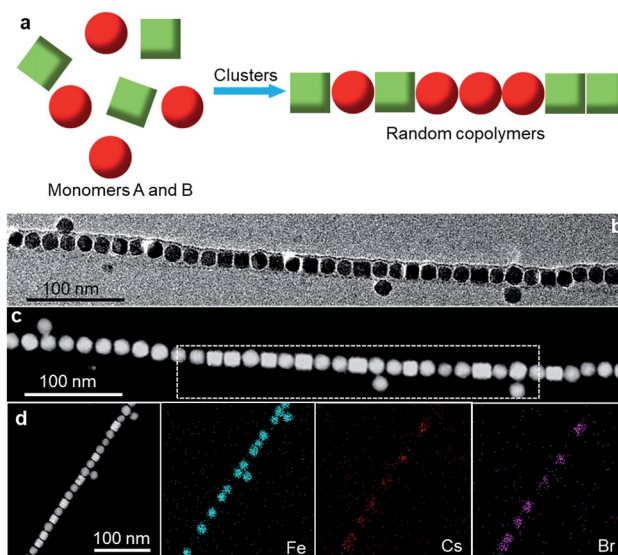 a
Clusters
Monomers A and B
Random copolymers
b
100 nm
c
100 nm
d
100 nm
Fe
Cs
Br